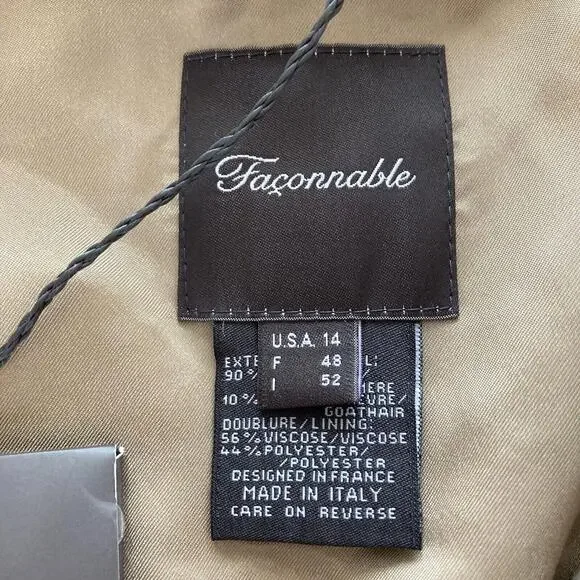 Façonnable
U.S.A. 14
F 48
I 52
EXTE L:
90%
10%
GOATHAIR
DOUBLURE/LINING:
56%VISCOSE/VISCOSE
44%POLYESTER/
/POLYESTER
DESIGNED IN FRANCE
MADE IN ITALY
CARE ON REVERSE